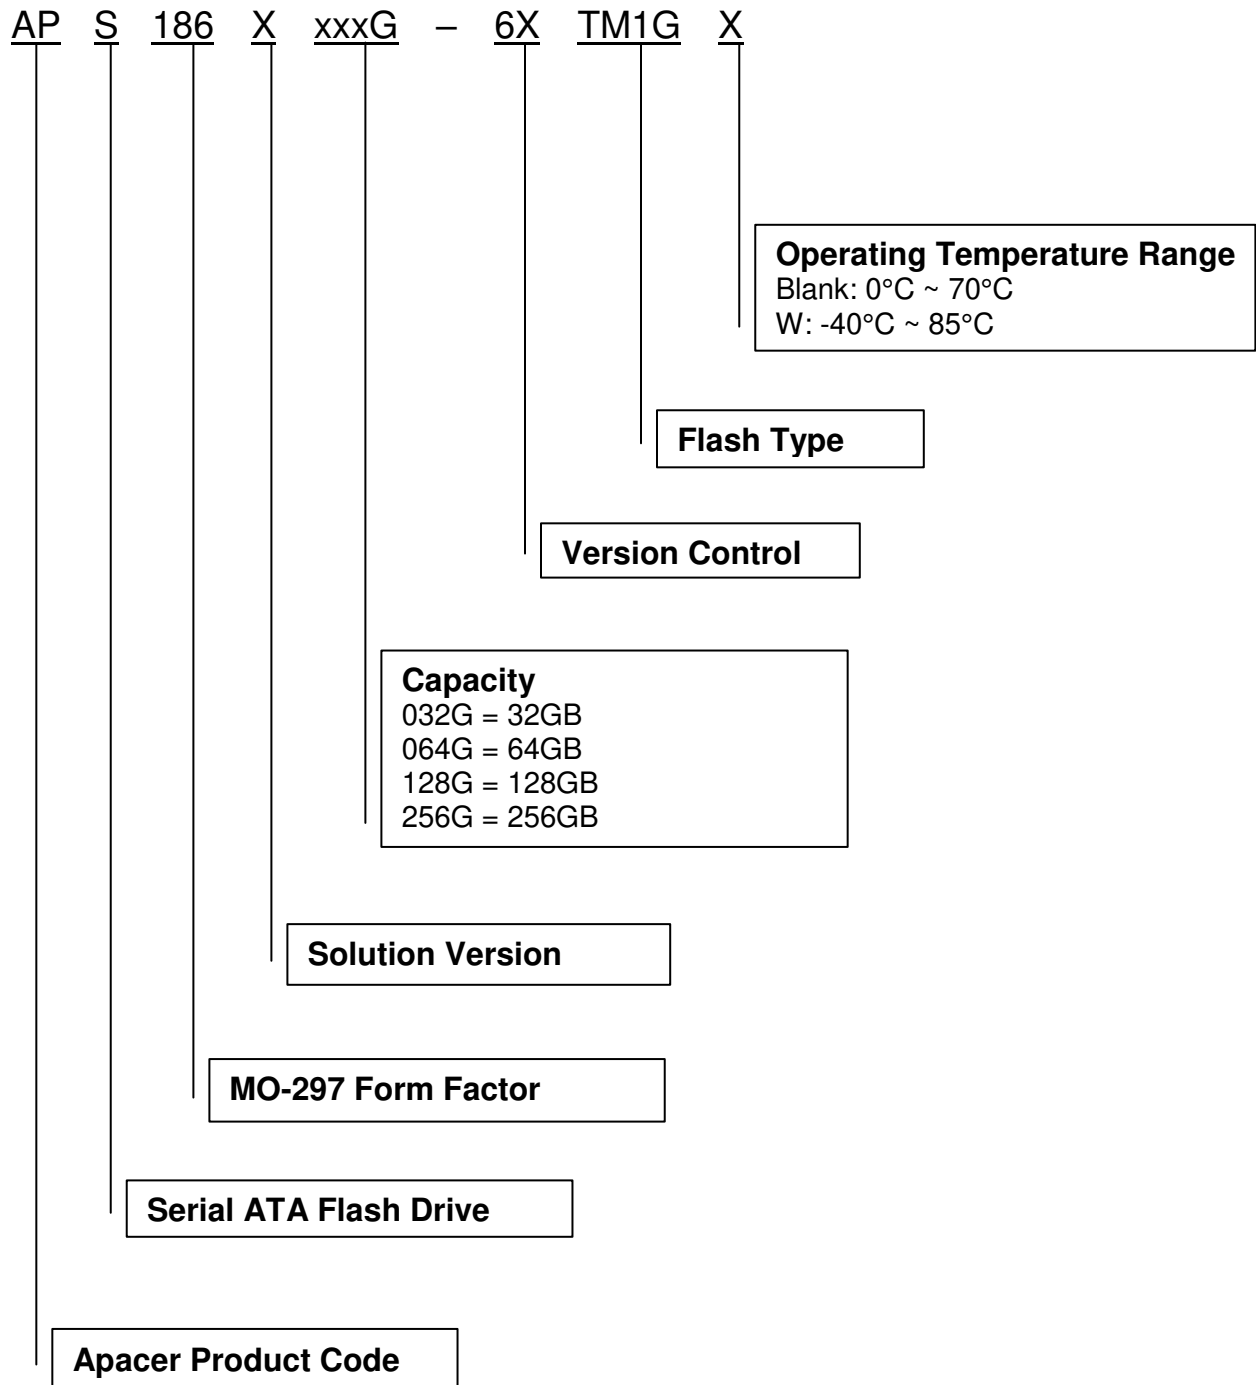 AP S 186 X xxxG – 6X TM1G X
Operating Temperature Range
Blank: 0°C ~ 70°C
W: -40°C ~ 85°C
Flash Type
Version Control
Capacity
032G = 32GB
064G = 64GB
128G = 128GB
256G = 256GB
Solution Version
MO-297 Form Factor
Serial ATA Flash Drive
Apacer Product Code